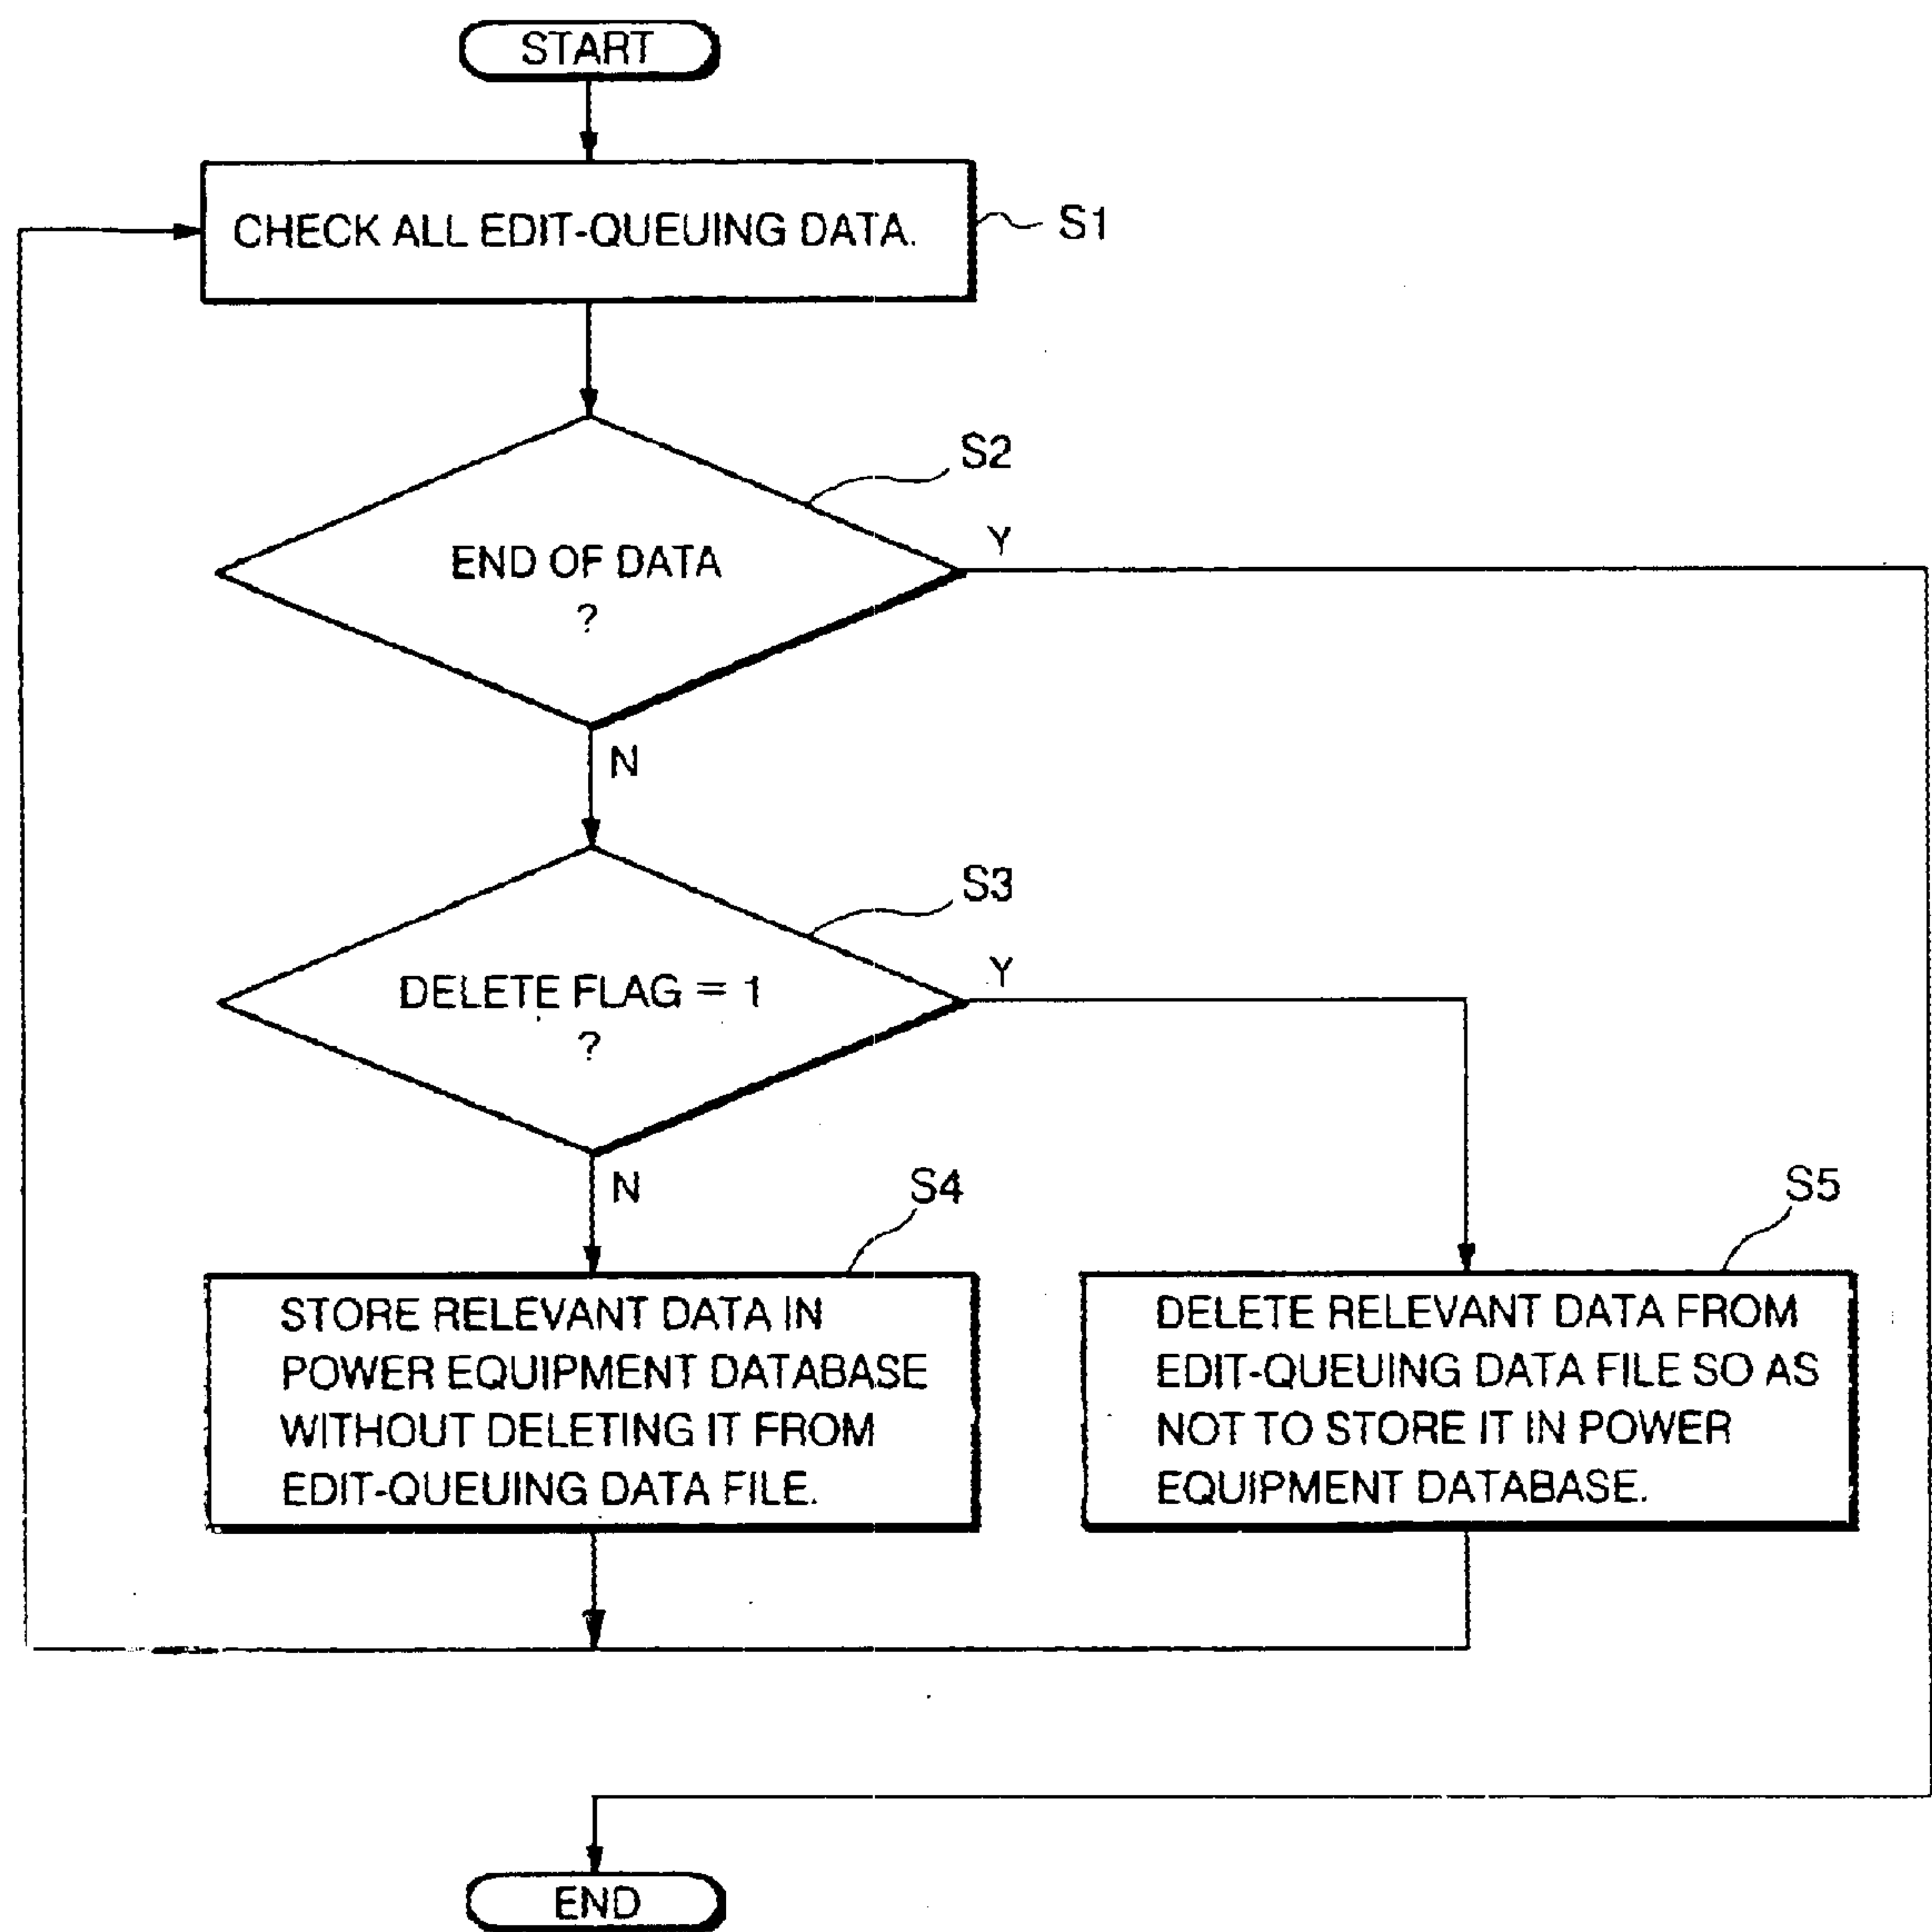 START
CHECK ALL EDIT-QUEUING DATA.
S1
S2
END OF DATA
?
Y
N
S3
DELETE FLAG = 1
?
Y
N
S4
STORE RELEVANT DATA IN
POWER EQUIPMENT DATABASE
WITHOUT DELETING IT FROM
EDIT-QUEUING DATA FILE.
S5
DELETE RELEVANT DATA FROM
EDIT-QUEUING DATA FILE SO AS
NOT TO STORE IT IN POWER
EQUIPMENT DATABASE.
END